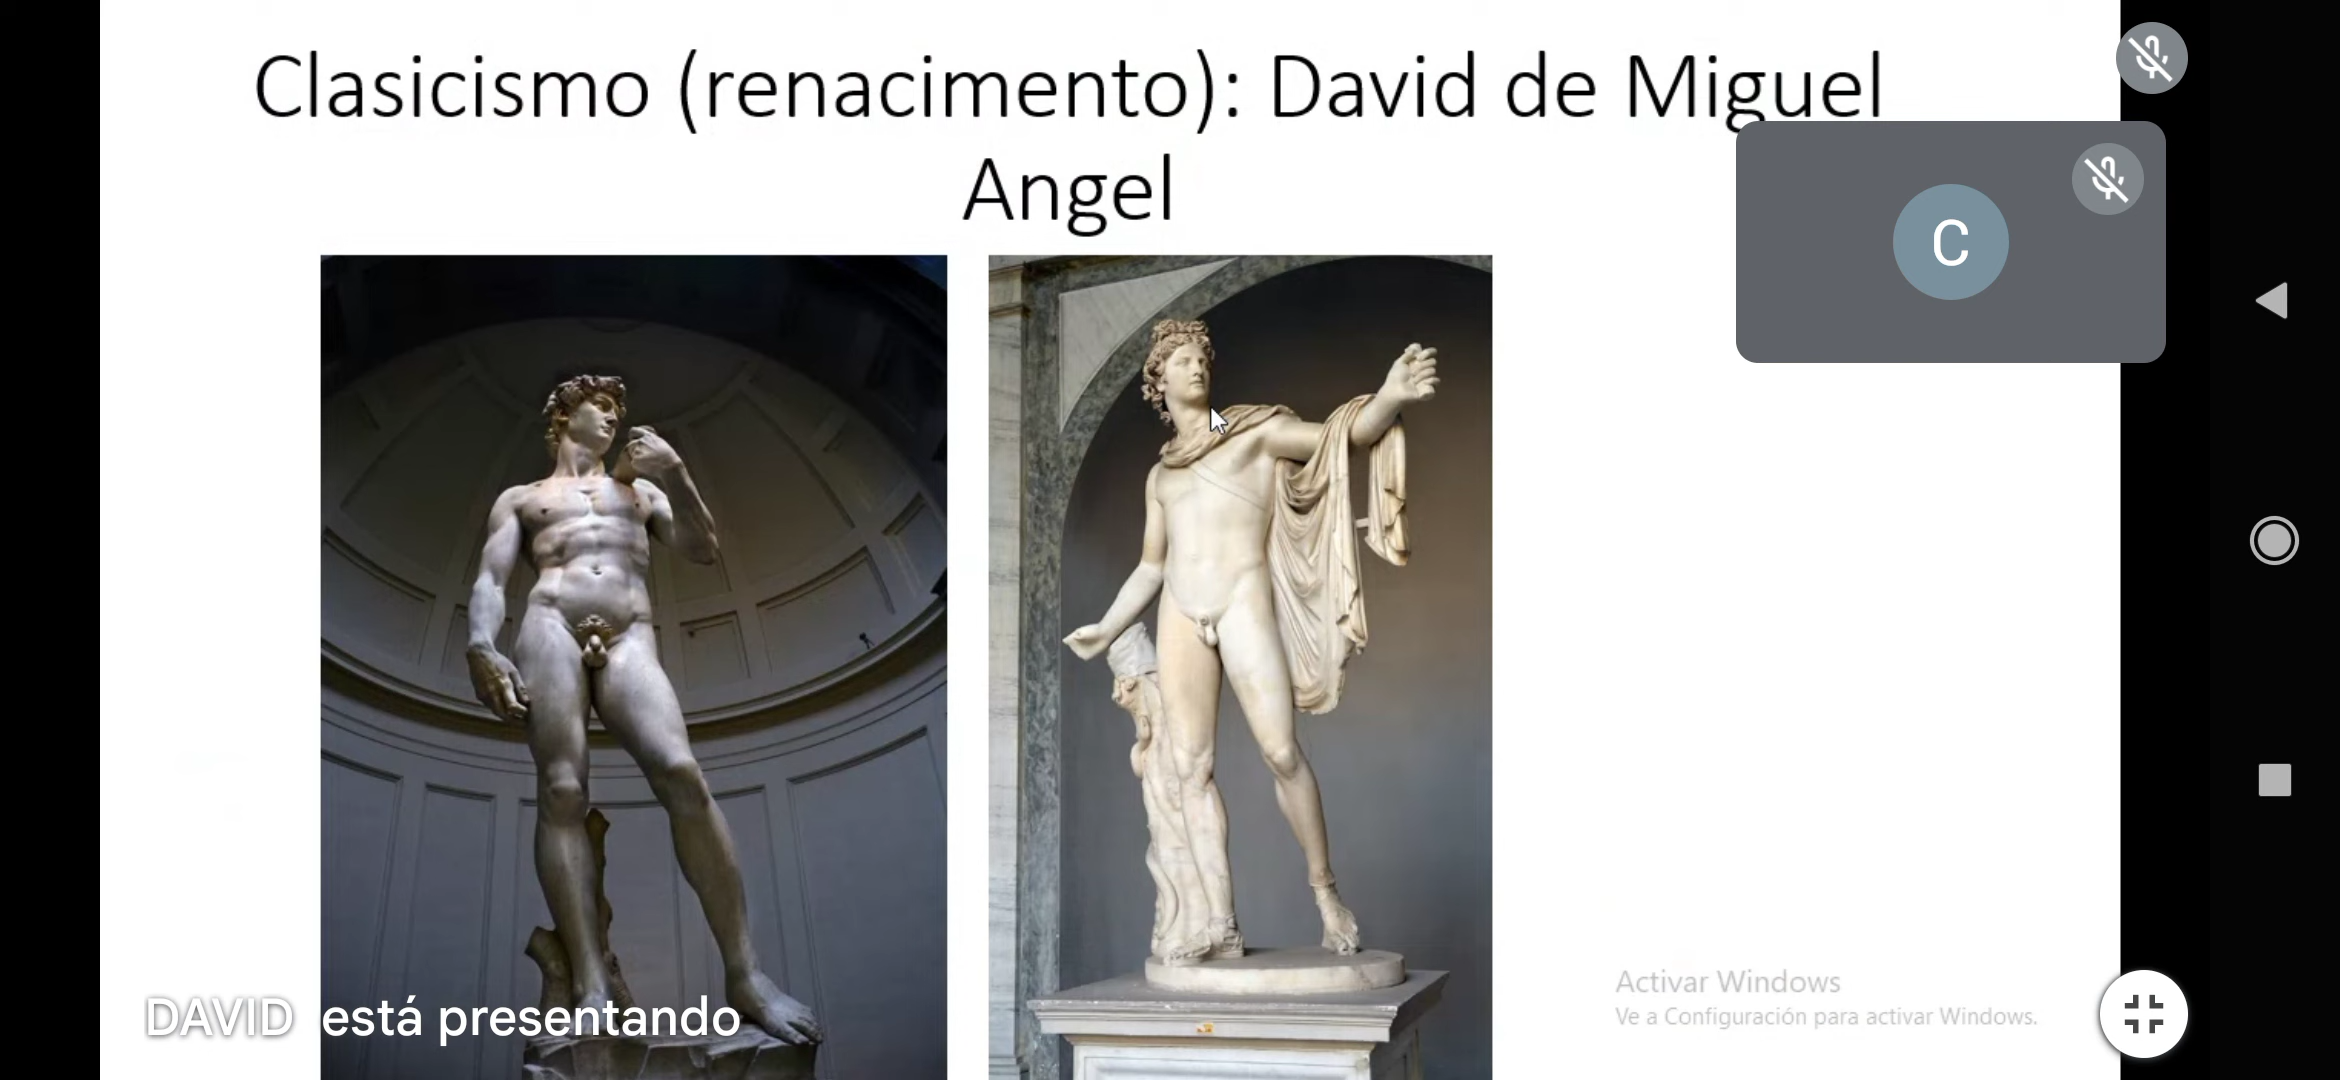 Clasicismo (renacimento): David de Miguel
Angel
C
DAVID está presentando
Activar Windows
Ve a Configuración para activar Windows.